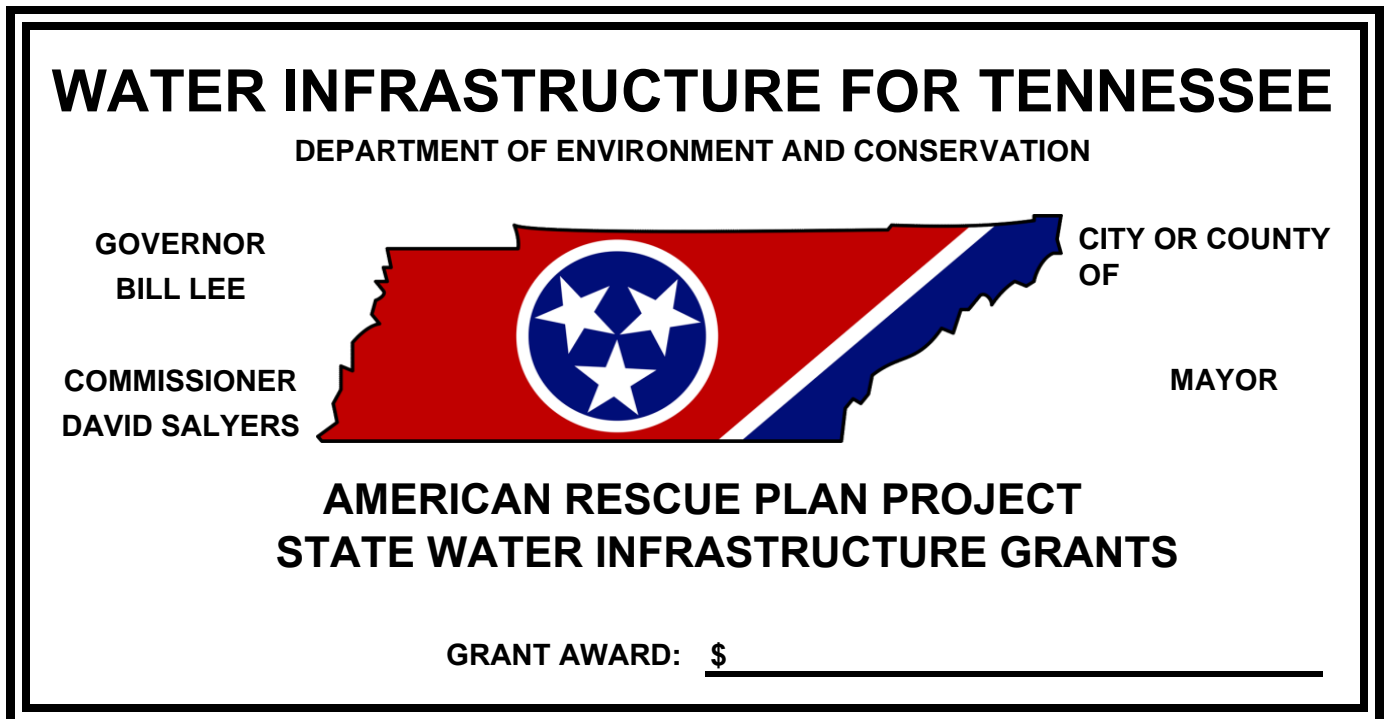 WATER INFRASTRUCTURE FOR TENNESSEE
DEPARTMENT OF ENVIRONMENT AND CONSERVATION
GOVERNOR
BILL LEE
COMMISSIONER
DAVID SALYERS
CITY OR COUNTY
OF
MAYOR
AMERICAN RESCUE PLAN PROJECT
STATE WATER INFRASTRUCTURE GRANTS
GRANT AWARD: $